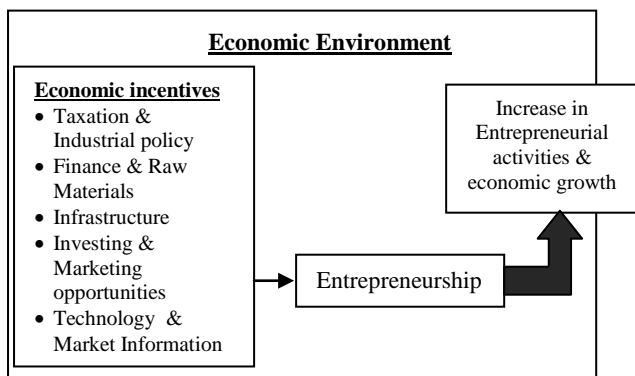 Economic Environment
Economic incentives
• Taxation &
Industrial policy
• Finance & Raw
Materials
• Infrastructure
• Investing &
Marketing
opportunities
• Technology &
Market Information
Entrepreneurship
Increase in
Entrepreneurial
activities &
economic growth